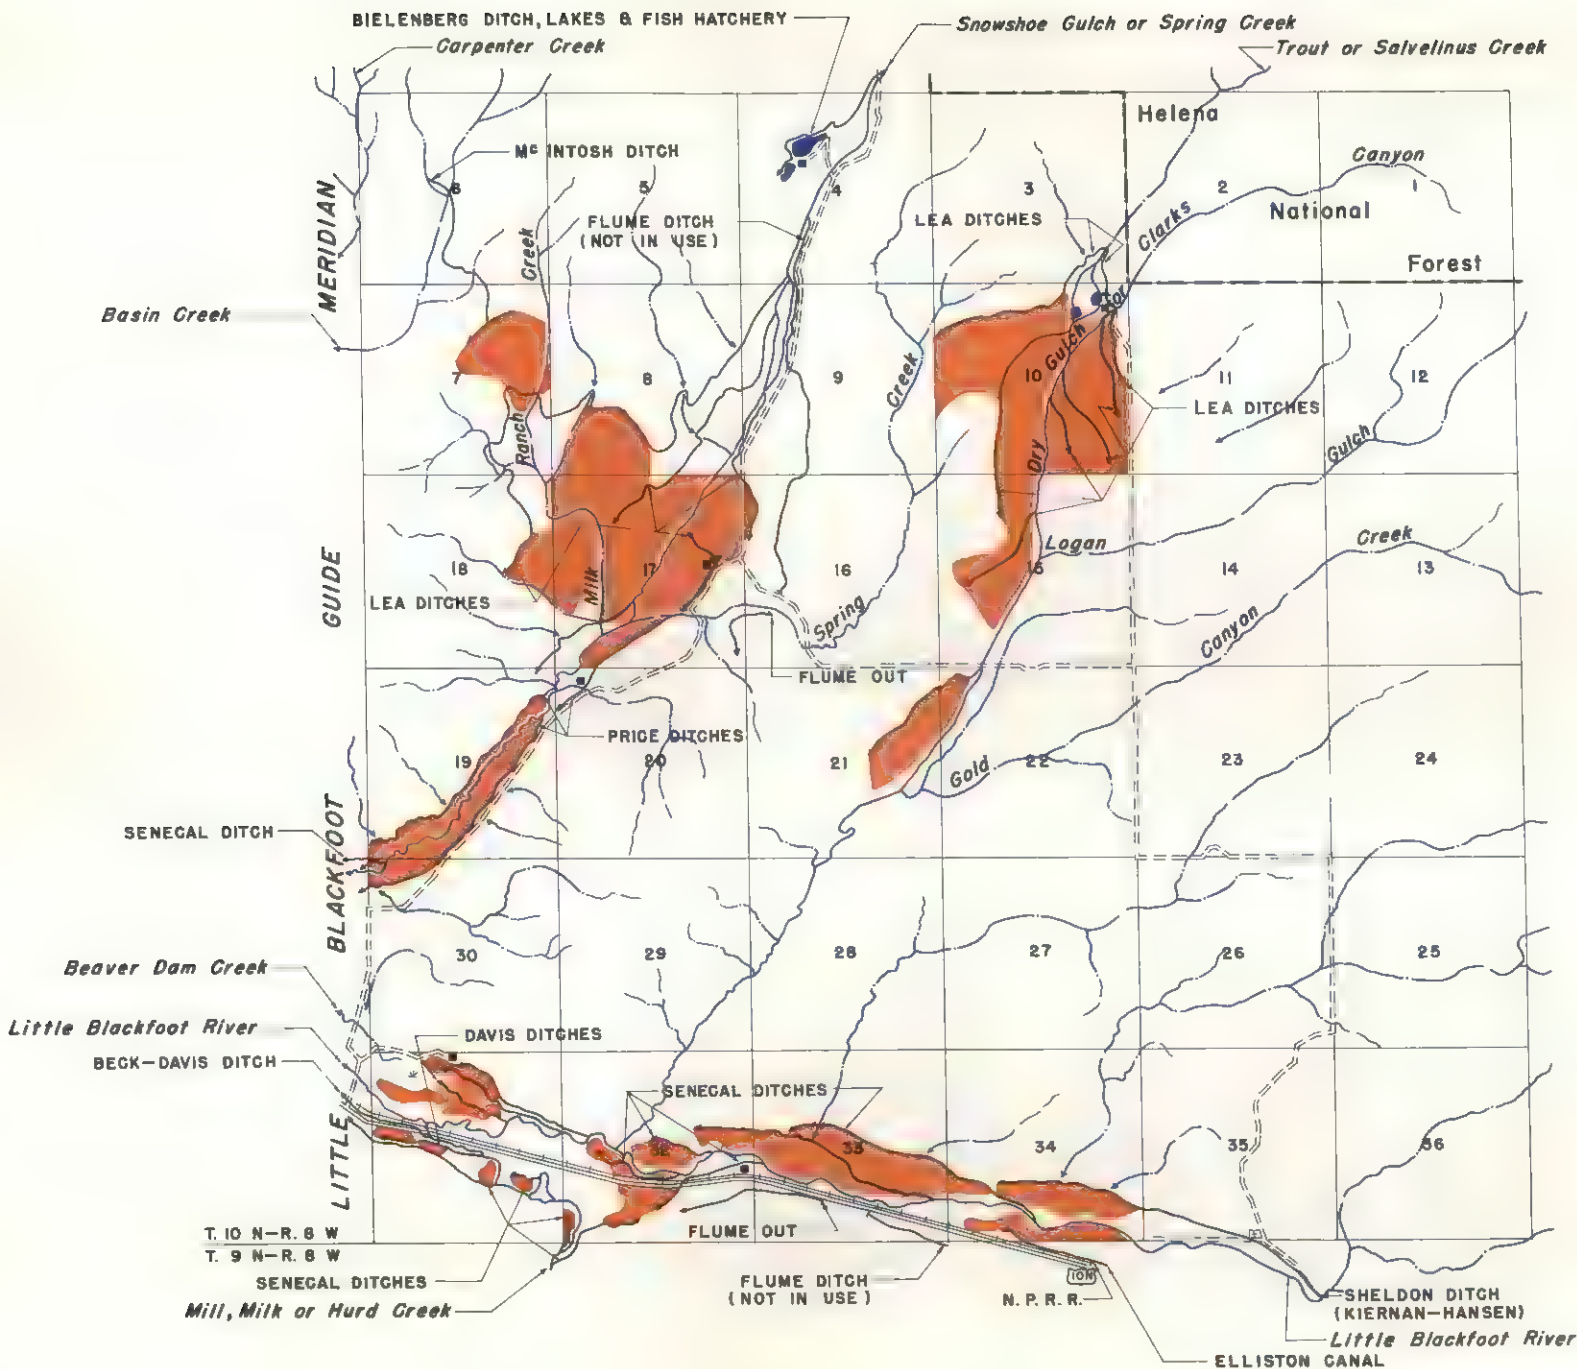 BIELENBERG DITCH, LAKES & FISH HATCHERY
Snowshoe Gulch or Spring Creek
Carpenter Creek
Trout or Salvelinus Creek
Helena
Mc INTOSH DITCH
Canyon
6
5
4
3
2
1
MERIDIAN
FLUME DITCH
(NOT IN USE)
LEA DITCHES
Clarks
National
Creek
Forest
Basin Creek
Gulch
7
8
9
Creek
10
11
12
LEA DITCHES
Ranch
Dry
Gulch
GUIDE
Logan
Creek
18
17
16
15
14
13
LEA DITCHES
Milk
Spring
Canyon
FLUME OUT
PRICE DITCHES
19
20
21
Gold
22
23
24
SENECAL DITCH
BLACKFOOT
30
29
28
27
26
25
Beaver Dam Creek
Little Blackfoot River
DAVIS DITCHES
BECK-DAVIS DITCH
SENECAL DITCHES
LITTLE
32
33
34
35
36
T. 10 N-R. 8 W
T. 9 N-R. 8 W
FLUME OUT
SENECAL DITCHES
FLUME DITCH
(NOT IN USE)
10N
N. P. R. R.
SHELDON DITCH
(KIERNAN-HANSEN)
Mill, Milk or Hurd Creek
Little Blackfoot River
ELLISTON CANAL